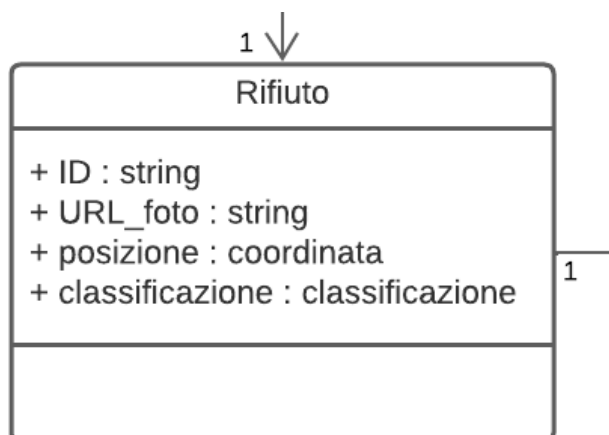 1
Rifiuto
+ ID : string
+ URL_foto : string
+ posizione : coordinata
+ classificazione : classificazione
1